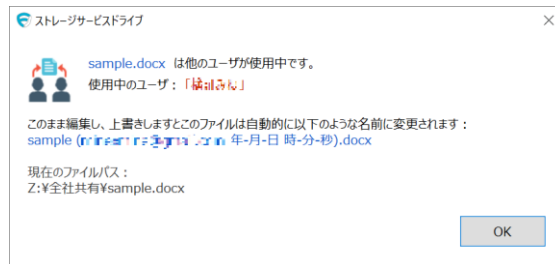 ストレージサービスドライブ
sample.docx は他のユーザが使用中です。
使用中のユーザ：「
このまま編集し、上書きしますとこのファイルは自動的に以下のような名前に変更されます：
sample ( 年-月-日 時-分-秒).docx
現在のファイルパス：
Z:¥全社共有¥sample.docx
OK